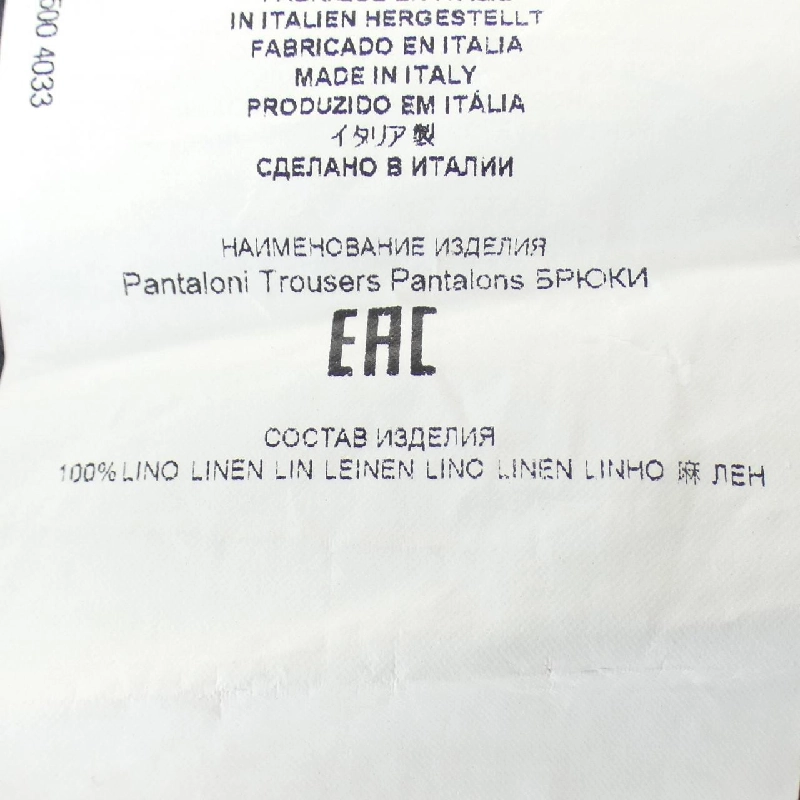 IN ITALIEN HERGESTELLT
FABRICADO EN ITALIA
MADE IN ITALY
PRODUZIDO EM ITÁLIA
イタリア製
СДЕЛАНО В ИТАЛИИ
НАИМЕНОВАНИЕ ИЗДЕЛИЯ
Pantaloni Trousers Pantalons БРЮКИ
EAC
СОСТАВ ИЗДЕЛИЯ
100% LINO LINEN LIN LEINEN LINO LINEN LINHO 麻 ЛЕН
4033